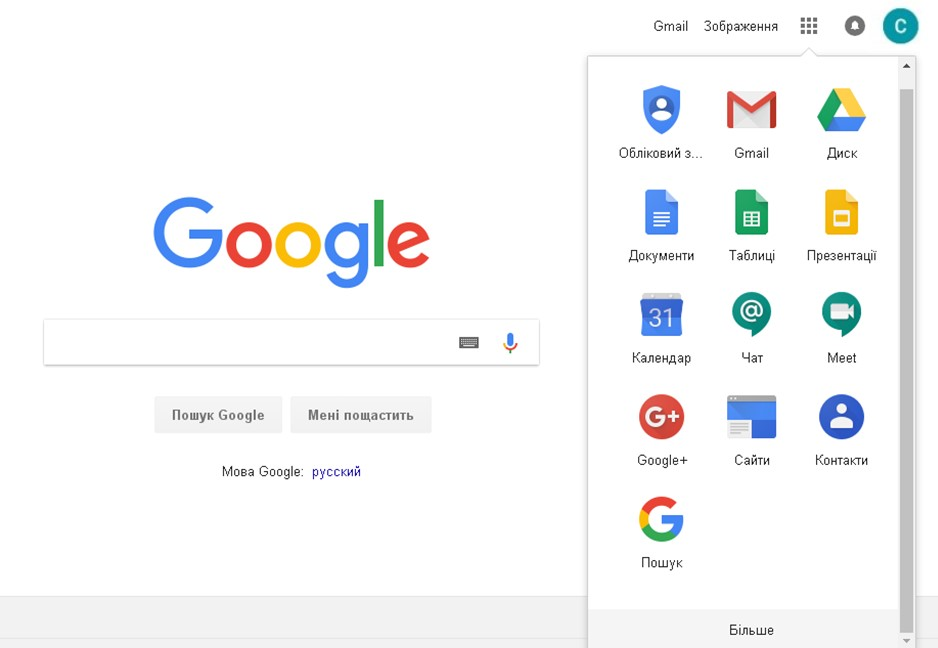 Gmail Зображення
C
Обліковий з... Gmail Диск
Google
Документи Таблиці Презентації
31 @
Календар Чат Meet
G+
Пошук Google Мені пощастить
Google+ Сайти Контакти
Мова Google: русский
G
Пошук
Більше